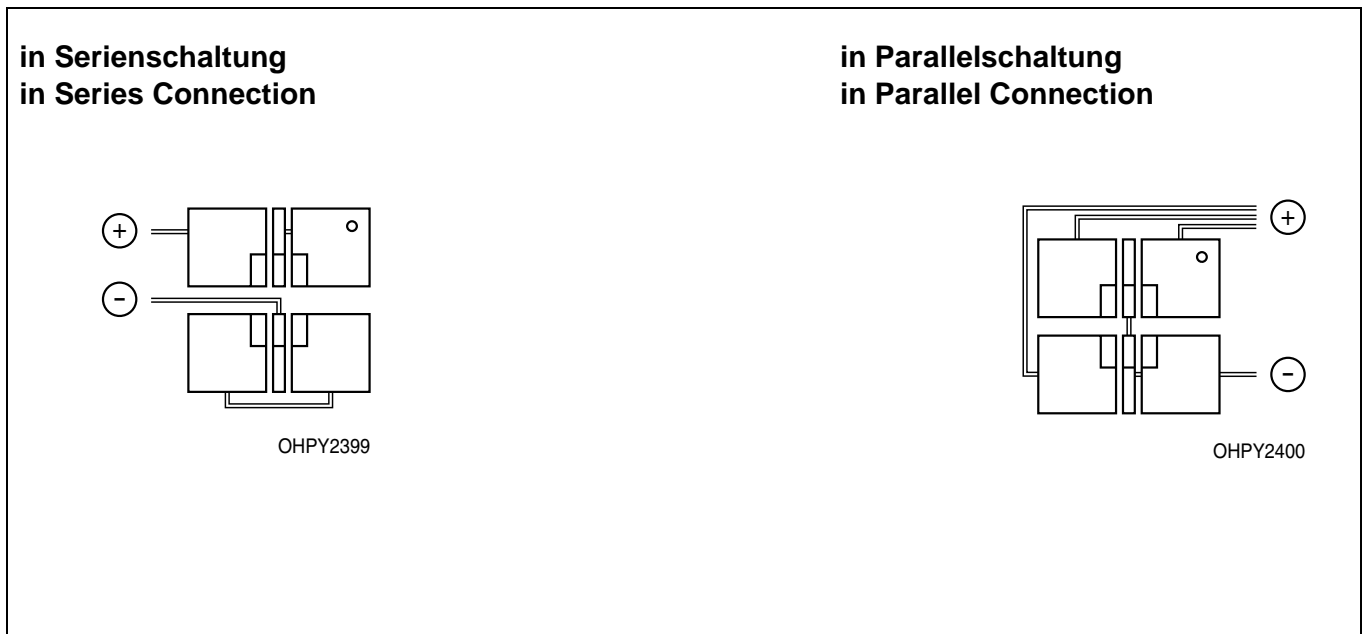 in Serienschaltung
in Series Connection
in Parallelschaltung
in Parallel Connection
+
-
OHPY2399
+
-
OHPY2400